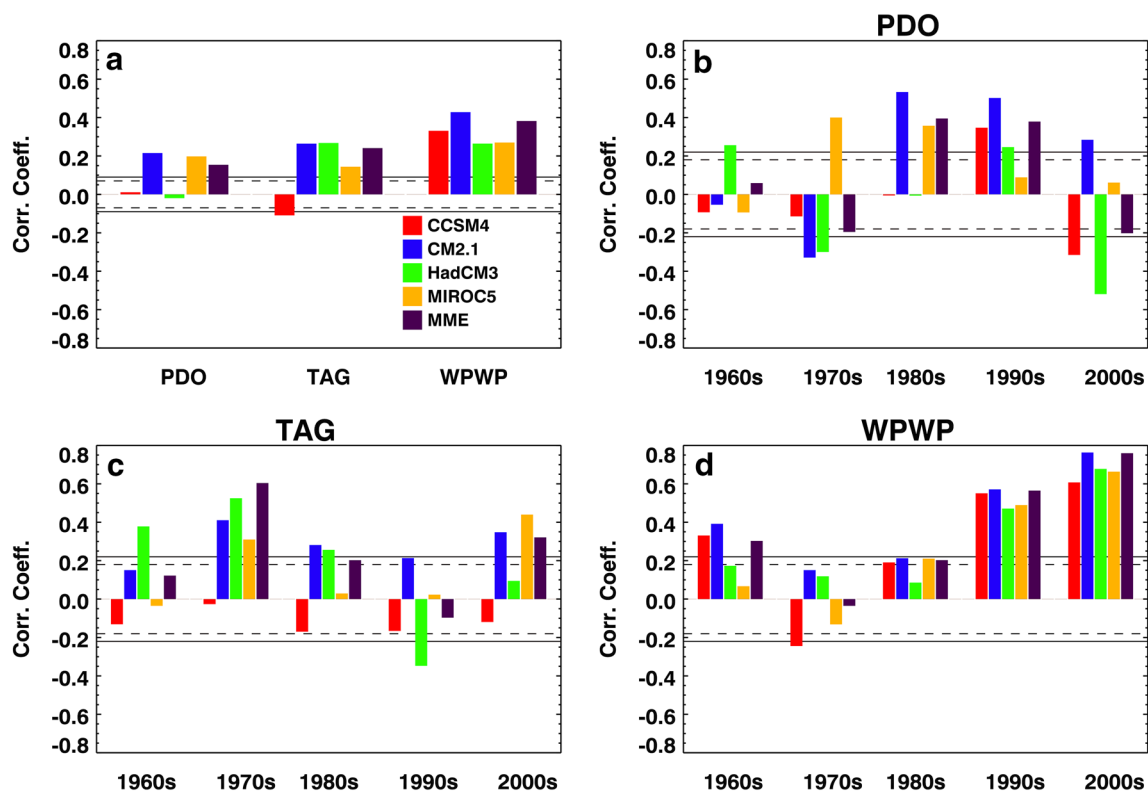 PDO
a
b
Corr. Coeff.
0.8
0.6
0.4
0.2
0.0
-0.2
-0.4
-0.6
-0.8
CCSM4
CM2.1
HadCM3
MIROC5
MME
PDO TAG WPWP
Corr. Coeff.
0.8
0.6
0.4
0.2
0.0
-0.2
-0.4
-0.6
-0.8
1960s 1970s 1980s 1990s 2000s
TAG
c
Corr. Coeff.
0.8
0.6
0.4
0.2
0.0
-0.2
-0.4
-0.6
-0.8
1960s 1970s 1980s 1990s 2000s
WPWP
d
Corr. Coeff.
0.8
0.6
0.4
0.2
0.0
-0.2
-0.4
-0.6
-0.8
1960s 1970s 1980s 1990s 2000s